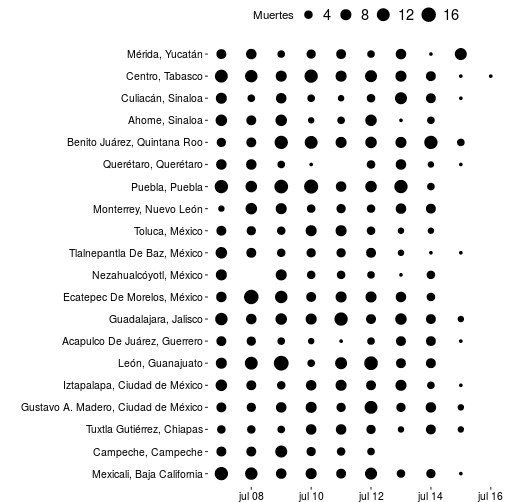 Muertes 4 8 12 16
Mérida, Yucatán
Centro, Tabasco
Culiacán, Sinaloa
Ahome, Sinaloa
Benito Juárez, Quintana Roo
Querétaro, Querétaro
Puebla, Puebla
Monterrey, Nuevo León
Toluca, México
Tlalnepantla De Baz, México
Nezahualcóyotl, México
Ecatepec De Morelos, México
Guadalajara, Jalisco
Acapulco De Juárez, Guerrero
León, Guanajuato
Iztapalapa, Ciudad de México
Gustavo A. Madero, Ciudad de México
Tuxtla Gutiérrez, Chiapas
Campeche, Campeche
Mexicali, Baja California
jul 08 jul 10 jul 12 jul 14 jul 16